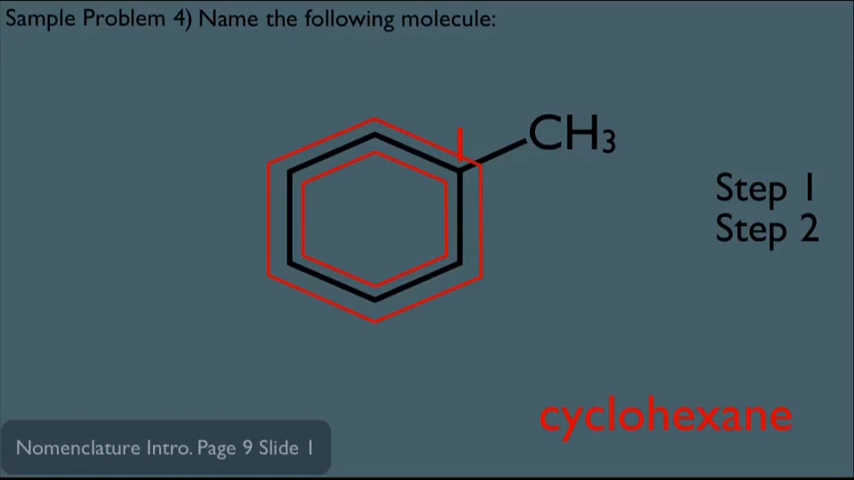 Sample Problem 4) Name the following molecule:
1
CH3
Step 1
Step 2
cyclohexane
Nomenclature Intro. Page 9 Slide 1